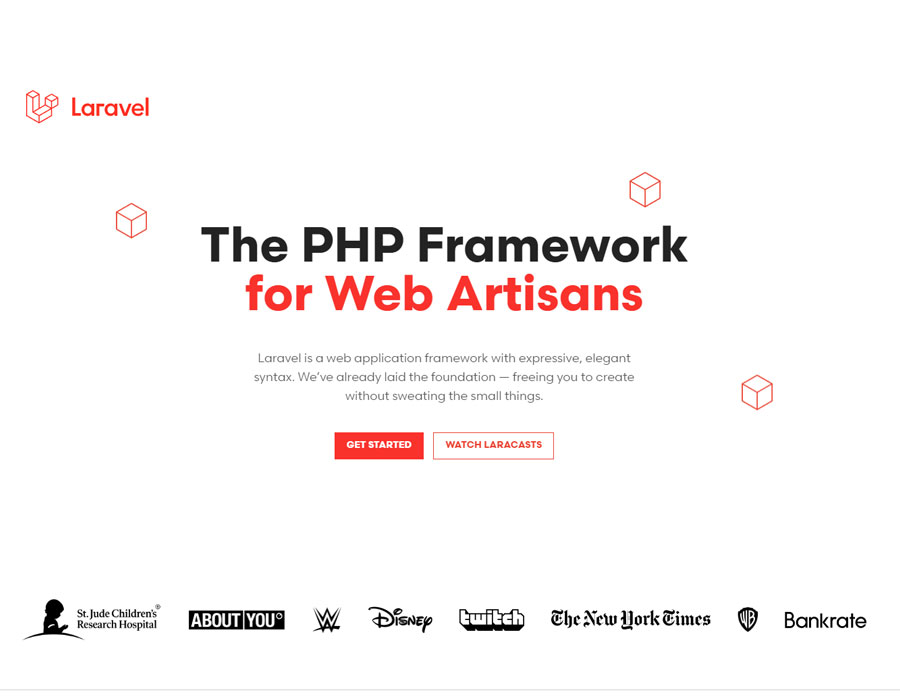 Laravel
The PHP Framework
for Web Artisans
Laravel is a web application framework with expressive, elegant
syntax. We’ve already laid the foundation — freeing you to create
without sweating the small things.
GET STARTED
WATCH LARACASTS
St. Jude Children's®
Research Hospital
ABOUT YOU°
W
Disney
twitch
The New York Times
WB
Bankrate